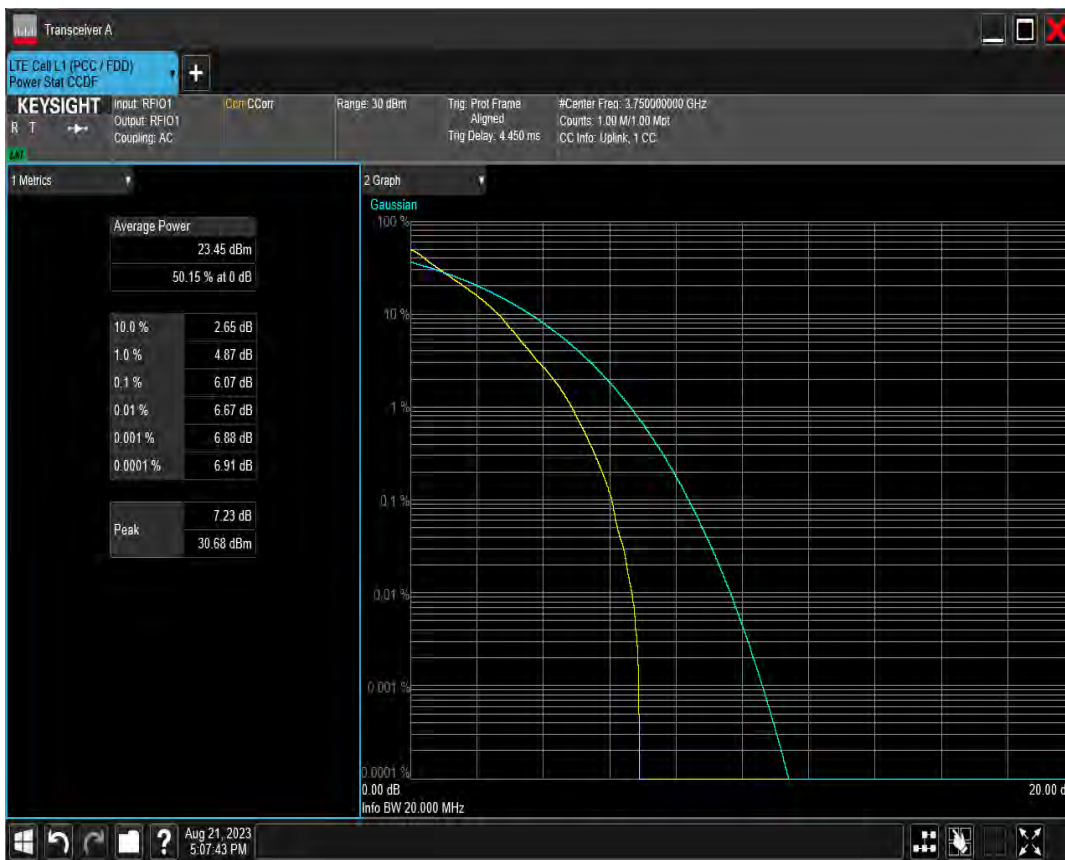 Transceiver A
LTE Cell L1 (PCC / FDD)
Power Stat CCDF
+
KEYSIGHT
R T
LXI
Input: RFIO1
Output: RFIO1
Coupling: AC
Corr CCorr
Range: 30 dBm
Trig: Prot Frame
Aligned
Trig Delay: 4.450 ms
#Center Freq: 3.750000000 GHz
Counts: 1.00 M/1.00 Mpt
CC Info: Uplink, 1 CC
1 Metrics
Average Power
23.45 dBm
50.15 % at 0 dB
10.0 % 2.65 dB
1.0 % 4.87 dB
0.1 % 6.07 dB
0.01 % 6.67 dB
0.001 % 6.88 dB
0.0001 % 6.91 dB
Peak 7.23 dB
30.68 dBm
2 Graph
Gaussian
100 %
10 %
1 %
0.1 %
0.01 %
0.001 %
0.0001 %
0.00 dB 20.00 d
Info BW 20.000 MHz
?
Aug 21, 2023
5:07:43 PM